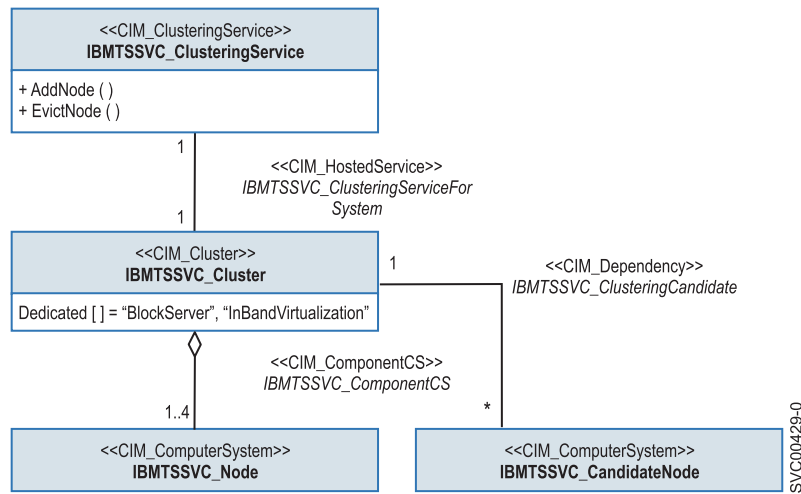 <<CIM_ClusteringService>>
IBMTSSVC_ClusteringService
+ AddNode ( )
+ EvictNode ( )
1
<<CIM_HostedService>>
IBMTSSVC_ClusteringServiceFor
System
1
<<CIM_Cluster>>
IBMTSSVC_Cluster
Dedicated [ ] = “BlockServer”, “InBandVirtualization”
1
<<CIM_Dependency>>
IBMTSSVC_ClusteringCandidate
<<CIM_ComponentCS>>
IBMTSSVC_ComponentCS
1..4
*
<<CIM_ComputerSystem>>
IBMTSSVC_Node
<<CIM_ComputerSystem>>
IBMTSSVC_CandidateNode
SVC00429-0